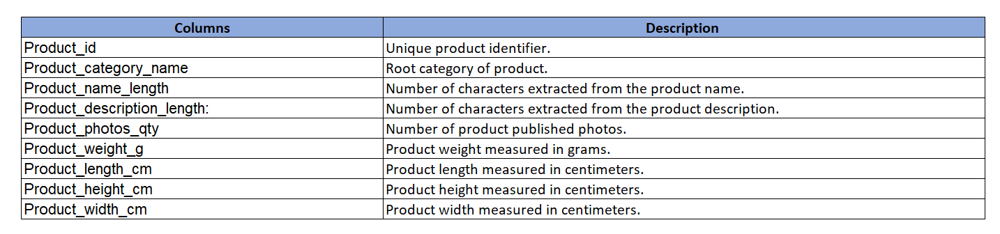 Columns Description
Product_id Unique product identifier.
Product_category_name Root category of product.
Product_name_length Number of characters extracted from the product name.
Product_description_length: Number of characters extracted from the product description.
Product_photos_qty Number of product published photos.
Product_weight_g Product weight measured in grams.
Product_length_cm Product length measured in centimeters.
Product_height_cm Product height measured in centimeters.
Product_width_cm Product width measured in centimeters.